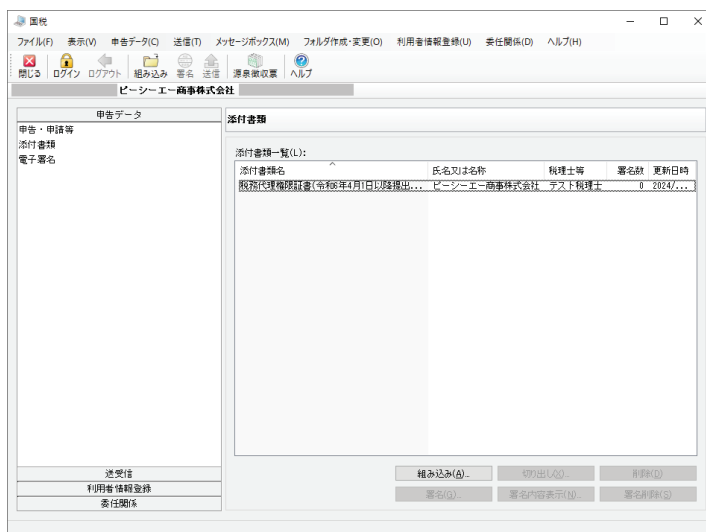 国税
ファイル(F) 表示(V) 申告データ(C) 送信(T) メッセージボックス(M) フォルダ作成・変更(O) 利用者情報登録(U) 委任関係(D) ヘルプ(H)
閉じる ログイン ログアウト 組み込み 署名 送信 源泉徴収票 ヘルプ
ピーシーエー商事株式会社
申告データ
申告・申請等
添付書類
電子署名
添付書類
添付書類一覧(L):
添付書類名 氏名又は名称 税理士等 署名数 更新日時
税務代理権限証書(令和6年4月1日以降提出... ピーシーエー商事株式会社 テスト税理士 0 2024/...
組み込み(A)... 切り出し(X)... 削除(D)
署名(G)... 署名内容表示(N)... 署名削除(S)
送受信
利用者情報登録
委任関係